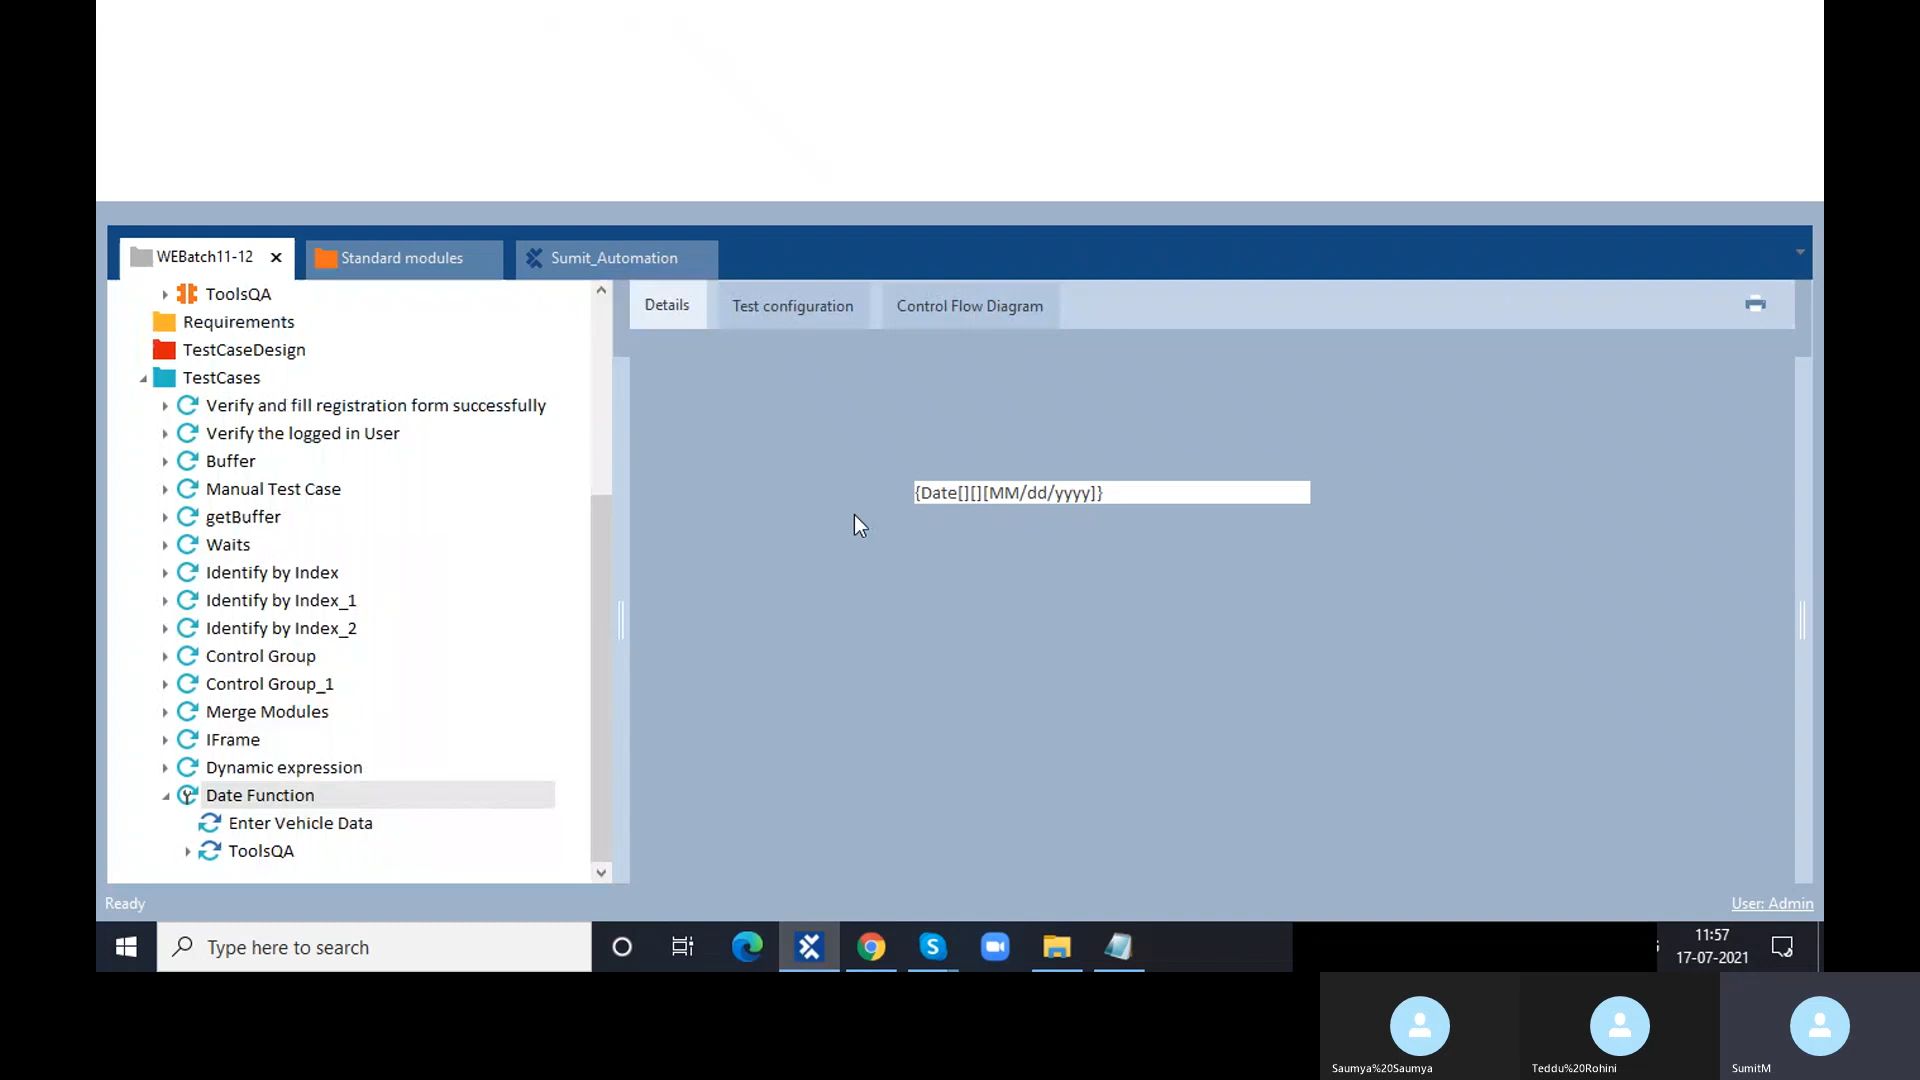 WEBatch11-12
Standard modules
Sumit_Automation
ToolsQA
Requirements
TestCaseDesign
TestCases
Verify and fill registration form successfully
Verify the logged in User
Buffer
Manual Test Case
getBuffer
Waits
Identify by Index
Identify by Index_1
Identify by Index_2
Control Group
Control Group_1
Merge Modules
IFrame
Dynamic expression
Date Function
Enter Vehicle Data
ToolsQA
Details
Test configuration
Control Flow Diagram
{Date[][][MM/dd/yyyy]}
Ready
User: Admin
Type here to search
11:57
17-07-2021
Saumya%20Saumya
Teddu%20Rohini
SumitM